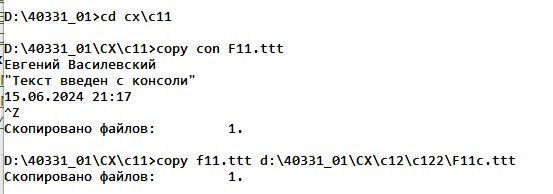 D:\40331_01>cd cx\c11
D:\40331_01\CX\c11>copy con F11.ttt
Евгений Василевский
"Текст введен с консоли"
15.06.2024 21:17
^Z
Скопировано файлов:         1.
D:\40331_01\CX\c11>copy f11.ttt d:\40331_01\CX\c12\c122\F11c.ttt
Скопировано файлов:         1.